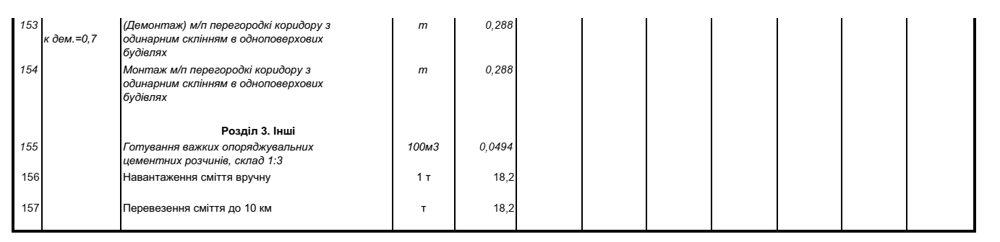 153 (Демонтаж) м/п перегородкі коридору з т 0,288
к дем.=0,7 одинарним склінням в одноповерхових
будівлях
154 Монтаж м/п перегородкі коридору з т 0,288
одинарним склінням в одноповерхових
будівлях
Розділ 3. Інші
155 Готування важких опоряджувальних 100м3 0,0494
цементних розчинів, склад 1:3
156 Навантаження сміття вручну 1 т 18,2
157 Перевезення сміття до 10 км т 18,2